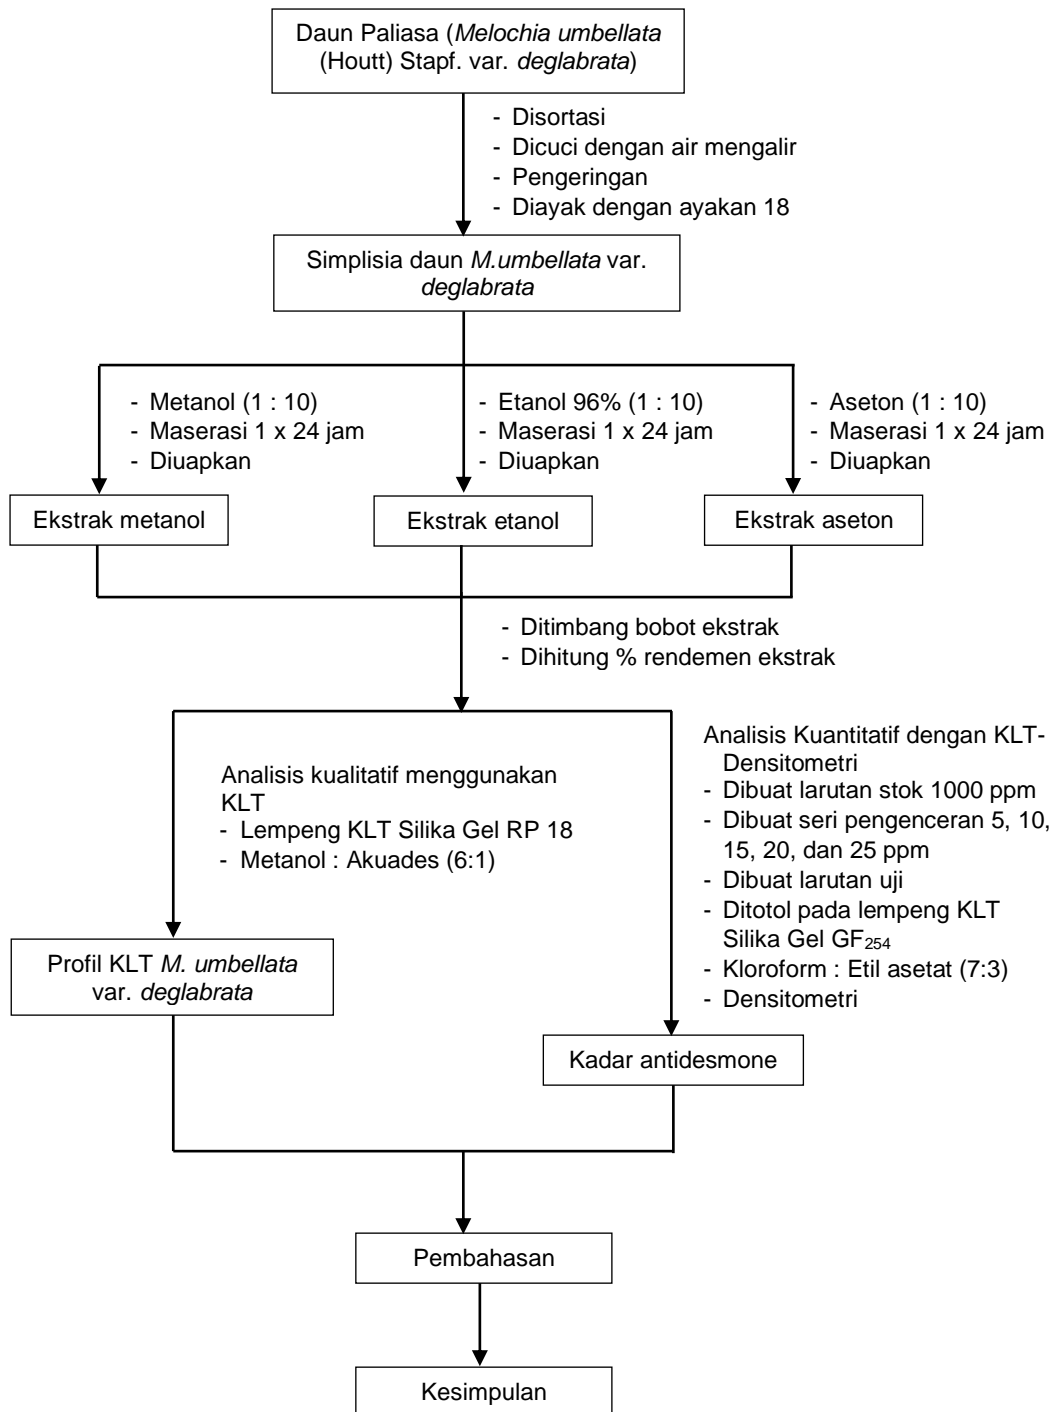 Daun Paliasa (Melochia umbellata
(Houtt) Stapf. var. deglabrata)
- Disortasi
- Dicuci dengan air mengalir
- Pengeringan
- Diayak dengan ayakan 18
Simplisia daun M.umbellata var.
deglabrata
- Metanol (1 : 10)
- Maserasi 1 x 24 jam
- Diuapkan
- Etanol 96% (1 : 10)
- Maserasi 1 x 24 jam
- Diuapkan
- Aseton (1 : 10)
- Maserasi 1 x 24 jam
- Diuapkan
Ekstrak metanol
Ekstrak etanol
Ekstrak aseton
- Ditimbang bobot ekstrak
- Dihitung % rendemen ekstrak
Analisis kualitatif menggunakan
KLT
- Lempeng KLT Silika Gel RP 18
- Metanol : Akuades (6:1)
Analisis Kuantitatif dengan KLT-
Densitometri
- Dibuat larutan stok 1000 ppm
- Dibuat seri pengenceran 5, 10,
15, 20, dan 25 ppm
- Dibuat larutan uji
- Ditotol pada lempeng KLT
Silika Gel GF₂₅₄
- Kloroform : Etil asetat (7:3)
- Densitometri
Profil KLT M. umbellata
var. deglabrata
Kadar antidesmone
Pembahasan
Kesimpulan